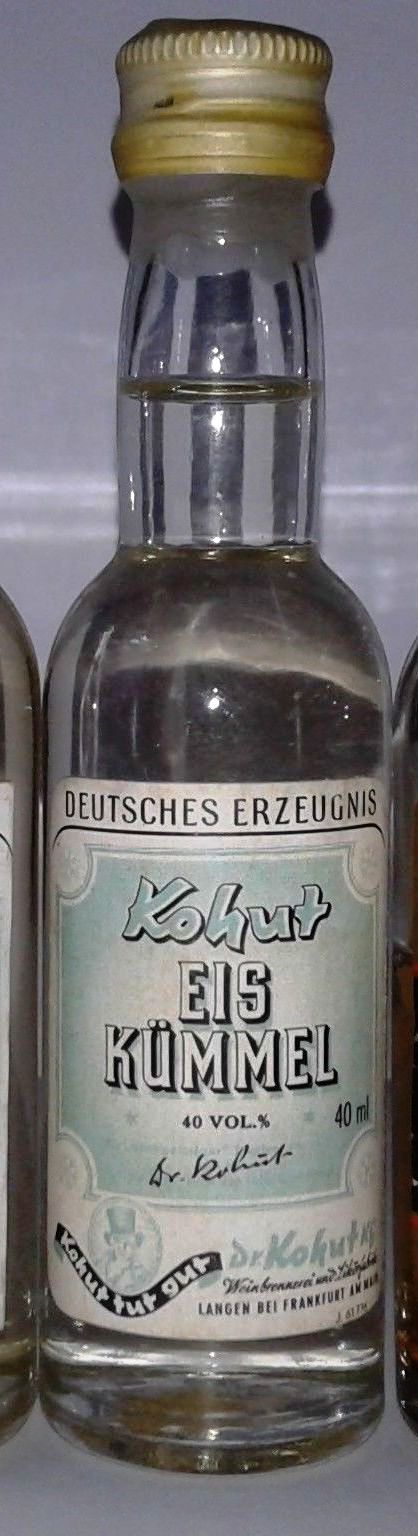 DEUTSCHES ERZEUGNIS
Kohut
EIS
KÜMMEL
40 VOL.%
40 ml
Dr. Kohut
Kohut tut gut
Dr Kohut KG
Weinbrennerei und Likörfabrik
LANGEN BEI FRANKFURT AM MAIN